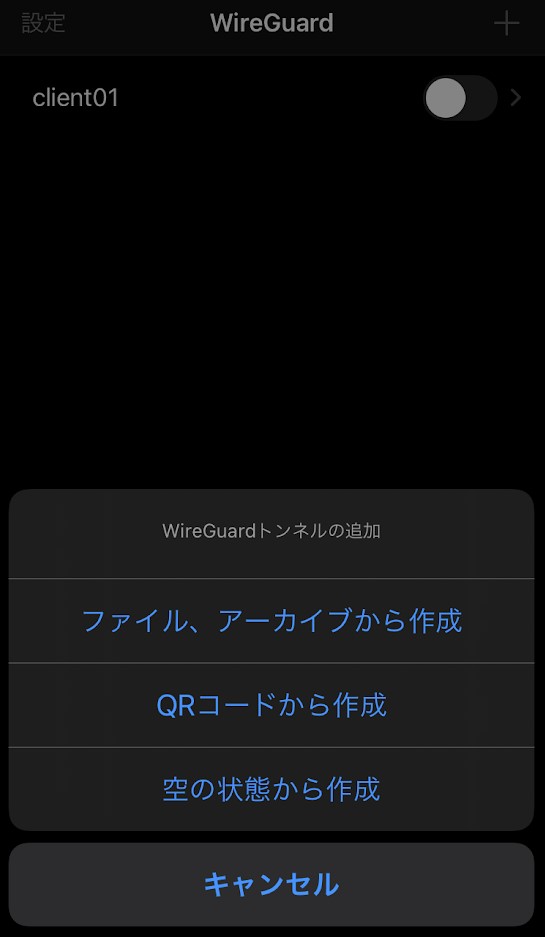 設定 WireGuard +
client01
WireGuardトンネルの追加
ファイル、アーカイブから作成
QRコードから作成
空の状態から作成
キャンセル